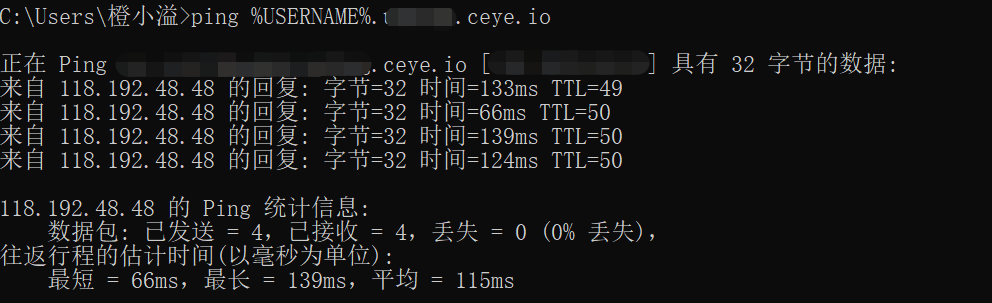 C:\Users\橙小溢>ping %USERNAME%.u.ceye.io
正在 Ping .ceye.io [] 具有 32 字节的数据:
来自 118.192.48.48 的回复: 字节=32 时间=133ms TTL=49
来自 118.192.48.48 的回复: 字节=32 时间=66ms TTL=50
来自 118.192.48.48 的回复: 字节=32 时间=139ms TTL=50
来自 118.192.48.48 的回复: 字节=32 时间=124ms TTL=50
118.192.48.48 的 Ping 统计信息:
数据包: 已发送 = 4，已接收 = 4，丢失 = 0 (0% 丢失)，
往返行程的估计时间(以毫秒为单位):
最短 = 66ms，最长 = 139ms，平均 = 115ms